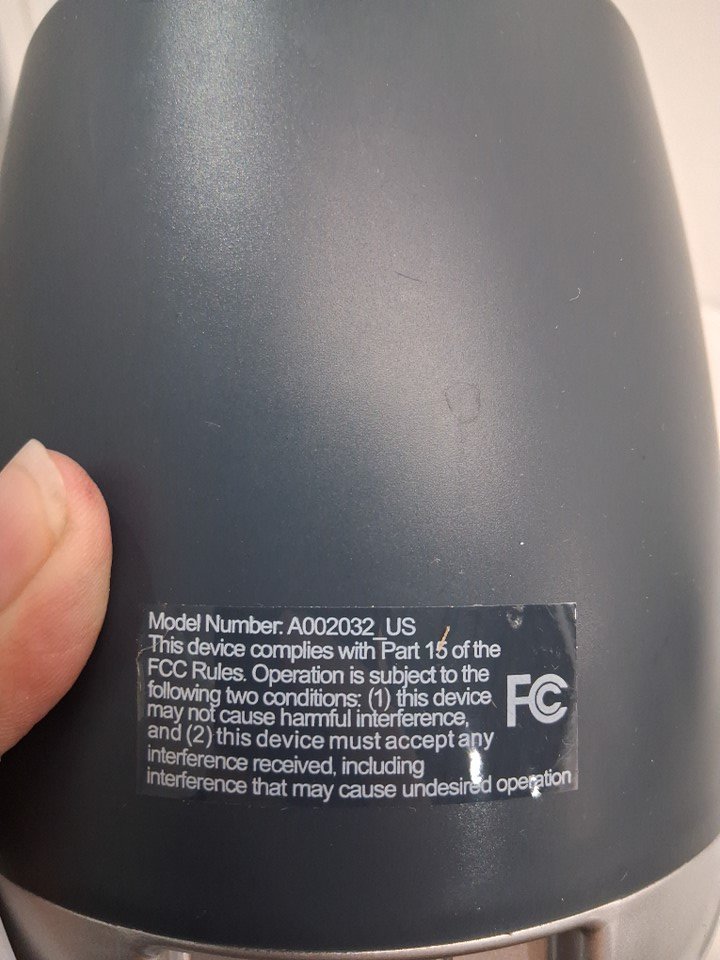 Model Number: A002032_US
This device complies with Part 15 of the
FCC Rules. Operation is subject to the
following two conditions: (1) this device
may not cause harmful interference,
and (2) this device must accept any
interference received, including
interference that may cause undesired operation
FC